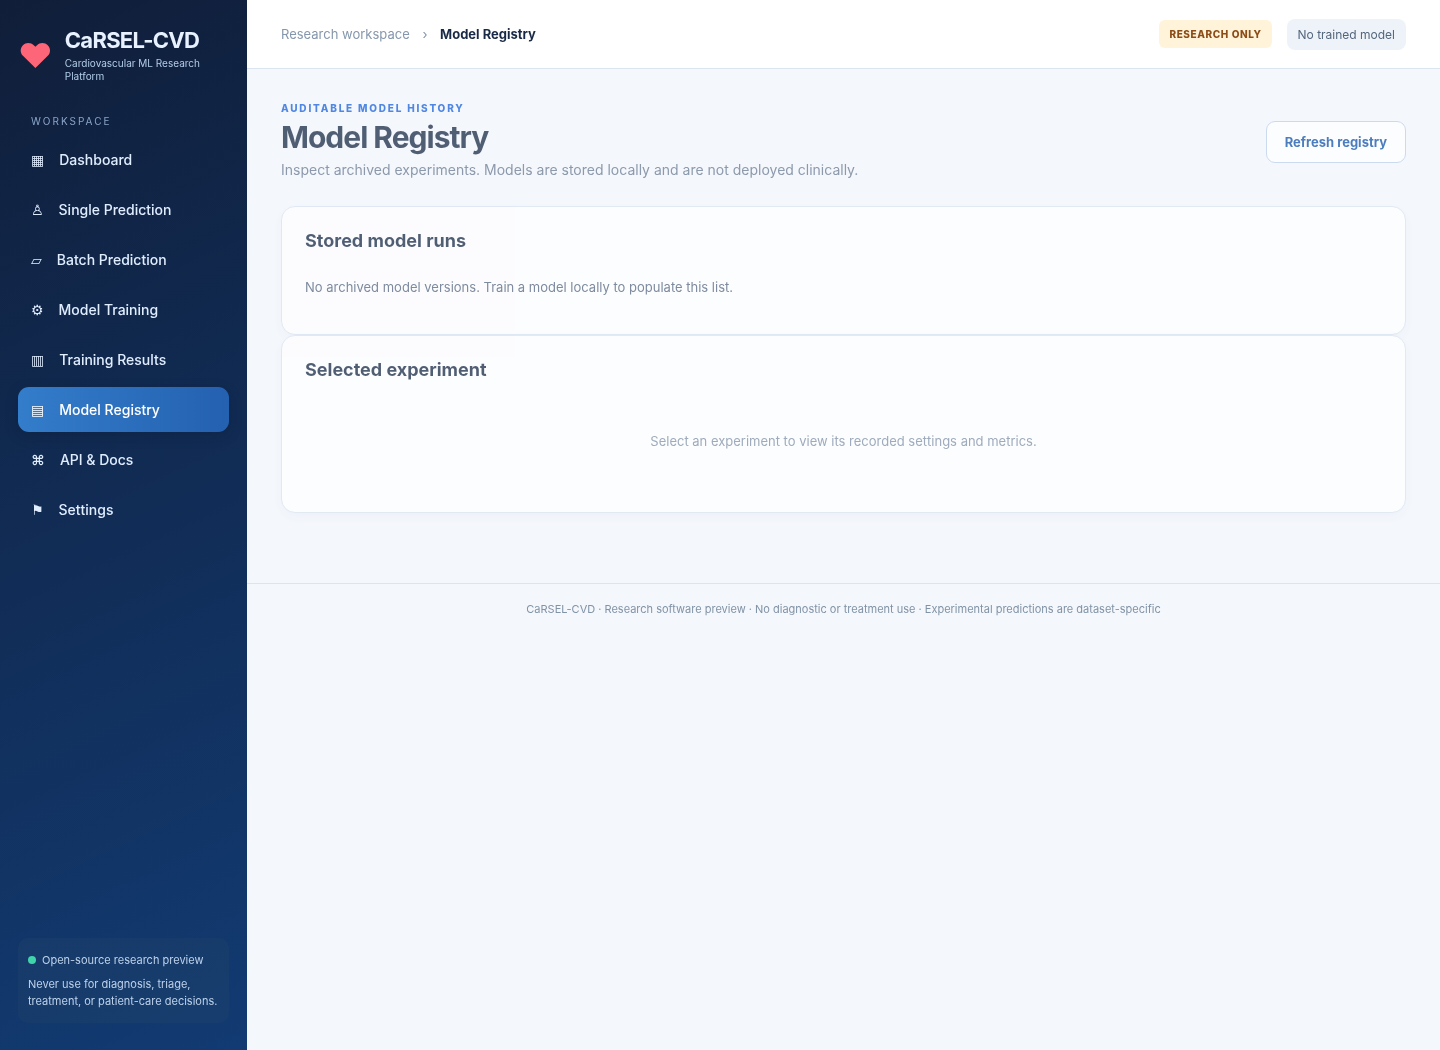 CaRSEL-CVD
Cardiovascular ML Research
Platform
WORKSPACE
Dashboard
Single Prediction
Batch Prediction
Model Training
Training Results
Model Registry
API & Docs
Settings
Open-source research preview
Never use for diagnosis, triage,
treatment, or patient-care decisions.
Research workspace › Model Registry
RESEARCH ONLY
No trained model
AUDITABLE MODEL HISTORY
Model Registry
Inspect archived experiments. Models are stored locally and are not deployed clinically.
Refresh registry
Stored model runs
No archived model versions. Train a model locally to populate this list.
Selected experiment
Select an experiment to view its recorded settings and metrics.
CaRSEL-CVD · Research software preview · No diagnostic or treatment use · Experimental predictions are dataset-specific